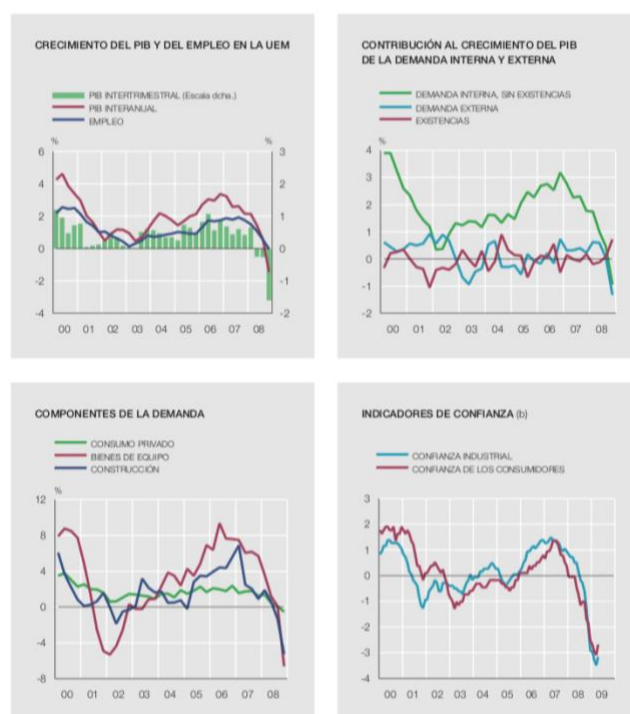 CRECIMIENTO DEL PIB Y DEL EMPLEO EN LA UEM
PIB INTERTRIMESTRAL (Escala dcha.)
PIB INTERANUAL
EMPLEO
% %
6 3
4 2
2 1
0 0
-2 -1
-4 -2
00 01 02 03 04 05 06 07 08
CONTRIBUCIÓN AL CRECIMIENTO DEL PIB
DE LA DEMANDA INTERNA Y EXTERNA
DEMANDA INTERNA, SIN EXISTENCIAS
DEMANDA EXTERNA
EXISTENCIAS
%
4
3
2
1
0
-1
-2
00 01 02 03 04 05 06 07 08
COMPONENTES DE LA DEMANDA
CONSUMO PRIVADO
BIENES DE EQUIPO
CONSTRUCCIÓN
%
12
8
4
0
-4
-8
00 01 02 03 04 05 06 07 08
INDICADORES DE CONFIANZA (b)
CONFIANZA INDUSTRIAL
CONFIANZA DE LOS CONSUMIDORES
3
2
1
0
-1
-2
-3
-4
00 01 02 03 04 05 06 07 08 09